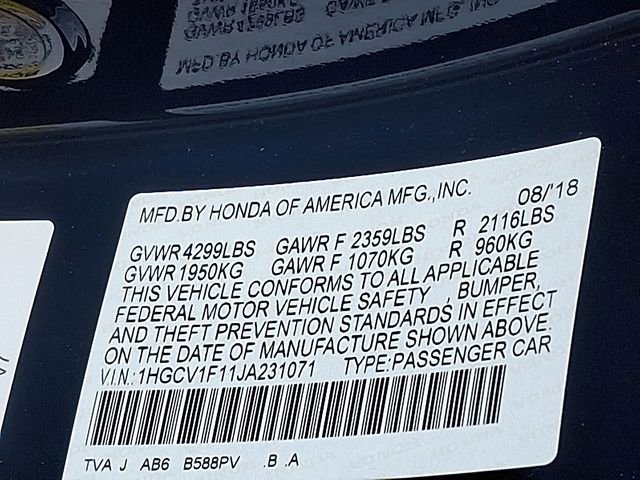 MFD.BY HONDA OF AMERICA MFG.,INC. 08/'18
GVWR 4299LBS GAWR F 2359LBS R 2116LBS
GVWR 1950KG GAWR F 1070KG R 960KG
THIS VEHICLE CONFORMS TO ALL APPLICABLE
FEDERAL MOTOR VEHICLE SAFETY , BUMPER,
AND THEFT PREVENTION STANDARDS IN EFFECT
ON THE DATE OF MANUFACTURE SHOWN ABOVE.
V.I.N.:1HGCV1F11JA231071 TYPE:PASSENGER CAR
TVA J AB6 B588PV .B .A